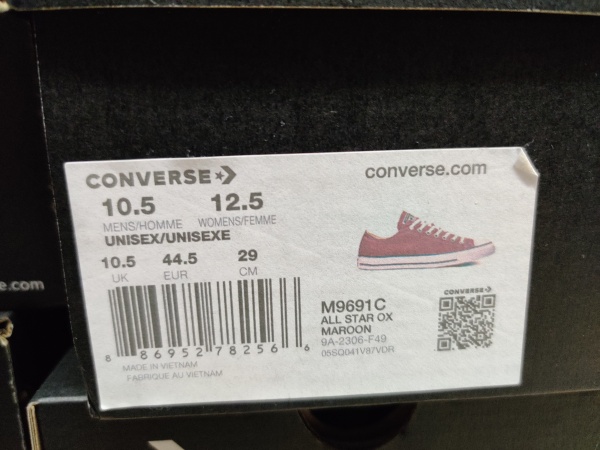 CONVERSE
converse.com
10.5 12.5
MENS/HOMME WOMENS/FEMME
UNISEX/UNISEXE
10.5 44.5 29
UK EUR CM
8 86952 78256 6
MADE IN VIETNAM
FABRIQUE AU VIETNAM
M9691C
ALL STAR OX
MAROON
9A-2306-F49
05SQ041V87VDR
CONVERSE
e.com